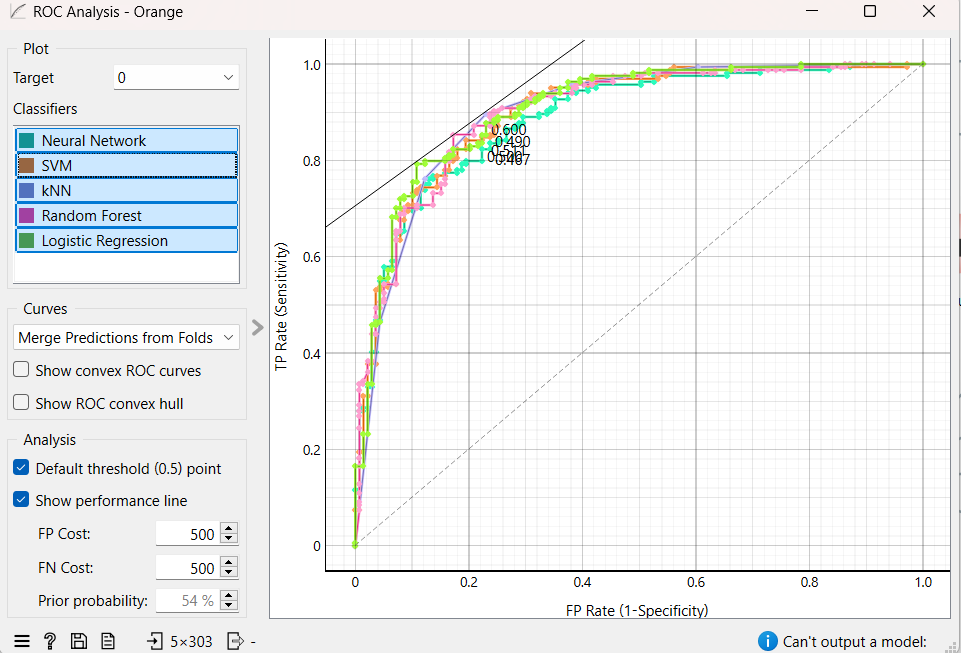 ROC Analysis - Orange
Plot
Target
0
Classifiers
Neural Network
SVM
kNN
Random Forest
Logistic Regression
Curves
Merge Predictions from Folds
Show convex ROC curves
Show ROC convex hull
Analysis
Default threshold (0.5) point
Show performance line
FP Cost: 500
FN Cost: 500
Prior probability: 54 %
5×303
-
TP Rate (Sensitivity)
1.0
0.8
0.6
0.4
0.2
0
0.600
0.490
0 0.2 0.4 0.6 0.8 1.0
FP Rate (1-Specificity)
Can't output a model: